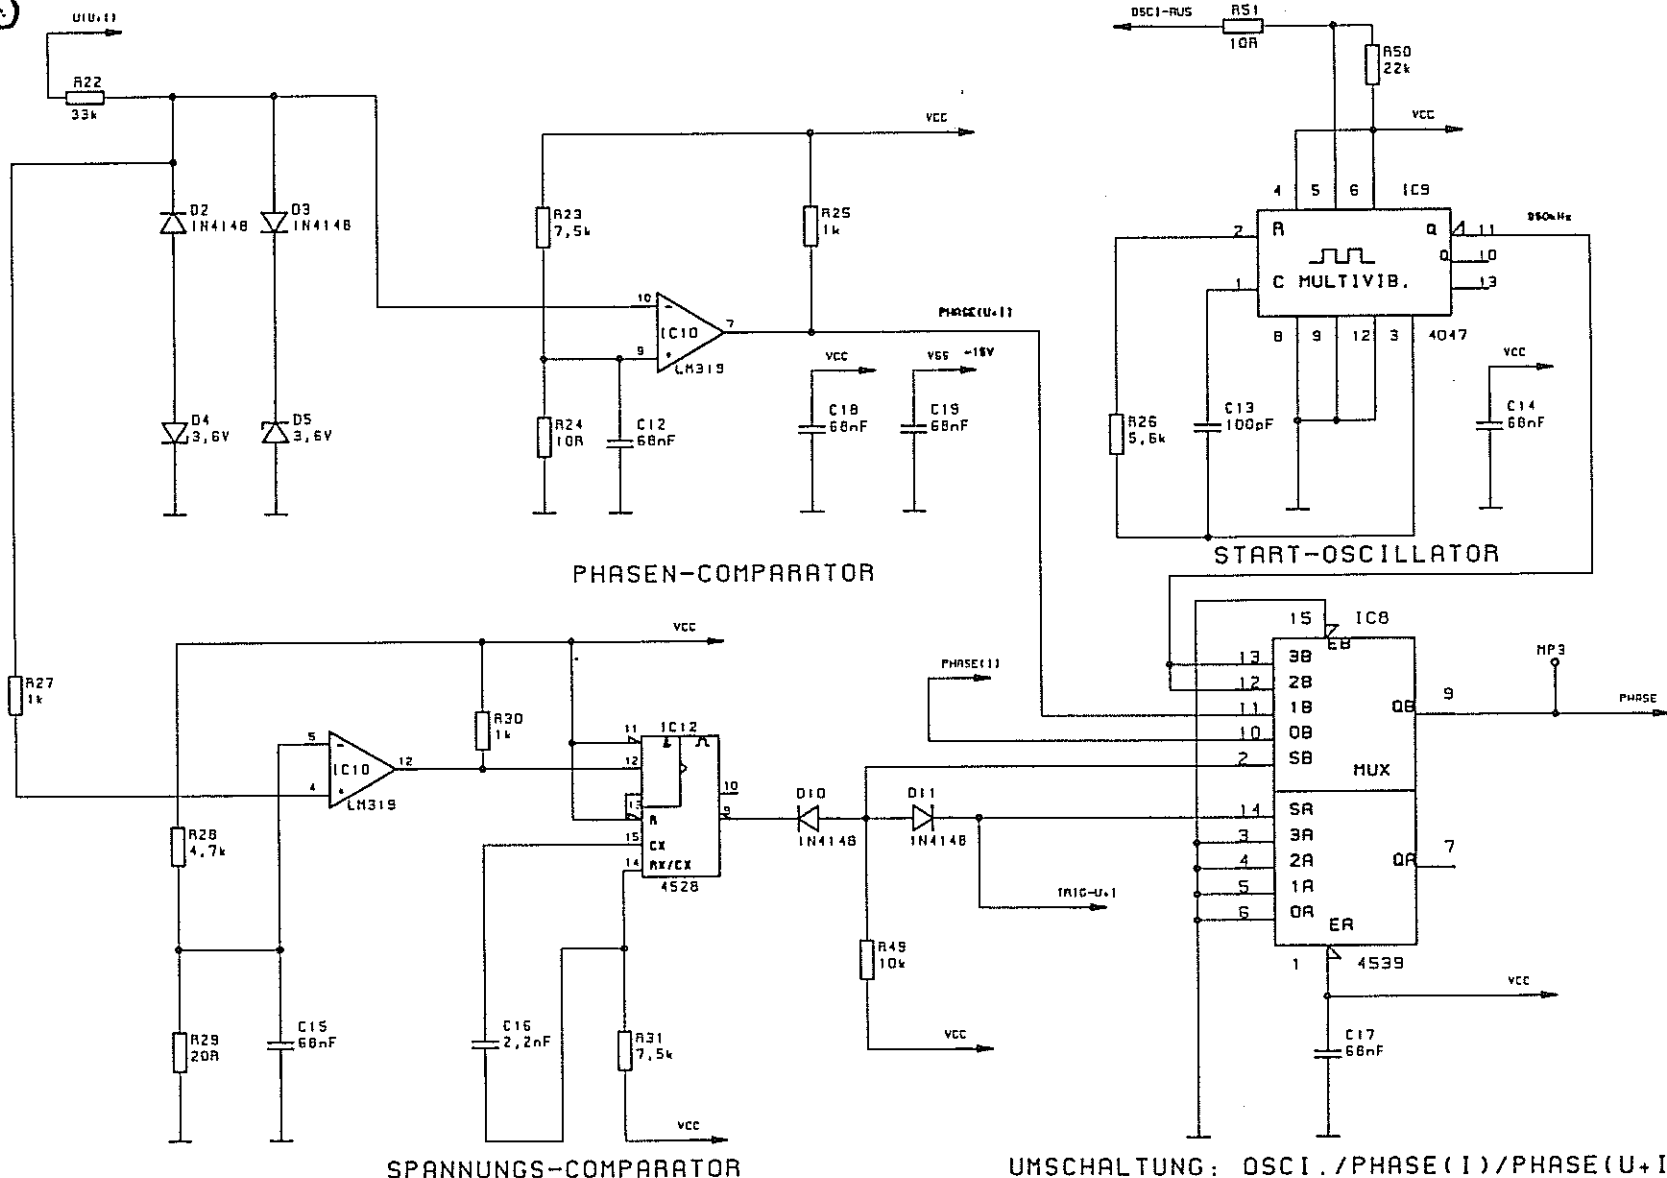 U(U+I)
R22
33k
D2
1N4148
D3
1N4148
D4
3,6V
D5
3,6V
R23
7,5k
R24
10R
C12
68nF
R25
1k
VCC
10
9
7
IC10
LM319
PHASE(U+I)
VCC
C18
68nF
VSS -15V
C19
68nF
PHASEN-COMPARATOR
OSCI-AUS
R51
10R
R50
22k
VCC
4 5 6 IC9
2
R
Q
11
Q
10
13
1
C MULTIVIB.
8 9 12 3 4047
R26
5,6k
C13
100pF
VCC
C14
68nF
START-OSCILLATOR
R27
1k
VCC
R28
4,7k
R29
20R
C15
68nF
5
4
12
IC10
LM319
R30
1k
IC12
11
12
13
R
15
CX
14
RX/CX
10
9
4528
C16
2,2nF
R31
7,5k
VCC
SPANNUNGS-COMPARATOR
D10
1N4148
D11
1N4148
R49
10k
VCC
TRIG-U+I
PHASE(I)
15 IC8
EB
13 3B
12 2B
11 1B
10 0B
2 SB
QB
9
MUX
14 SA
3 3A
4 2A
5 1A
6 0A
QA
7
EA
1
4539
MP3
PHASE
VCC
C17
68nF
UMSCHALTUNG: OSCI./PHASE(I)/PHASE(U+I